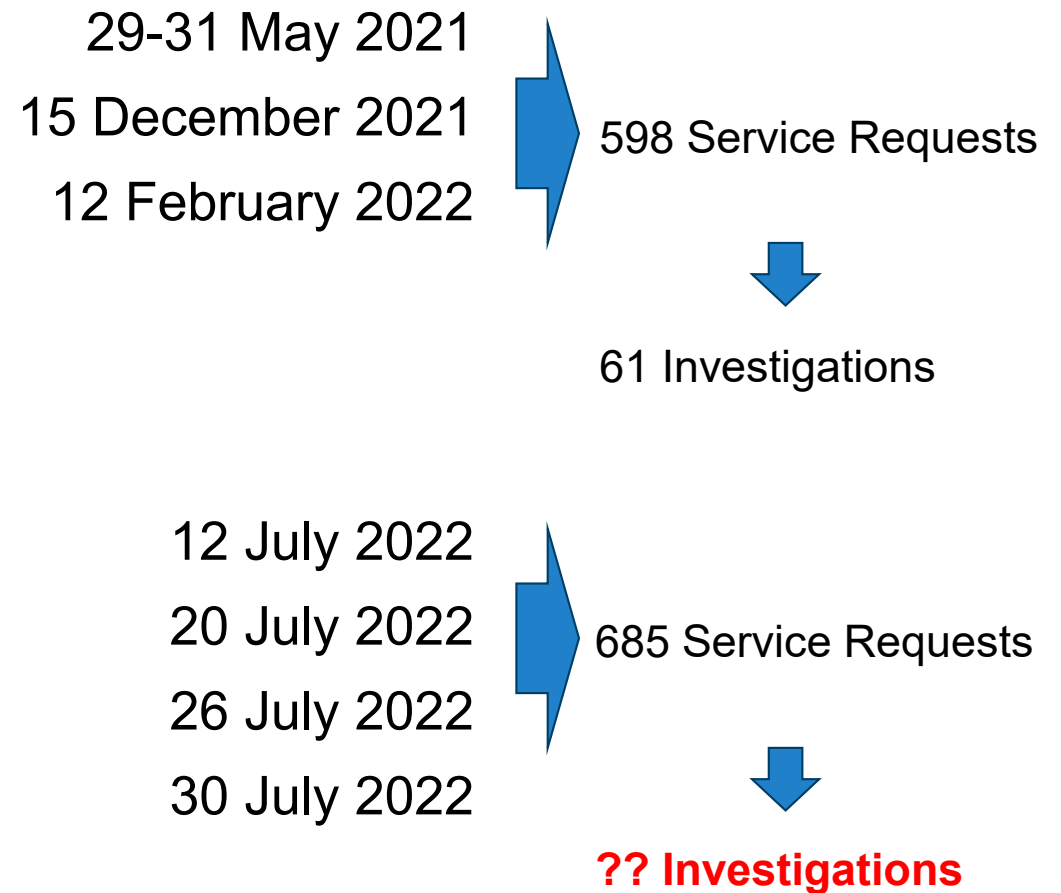 29-31 May 2021
15 December 2021
12 February 2022
598 Service Requests
61 Investigations
12 July 2022
20 July 2022
26 July 2022
30 July 2022
685 Service Requests
?? Investigations